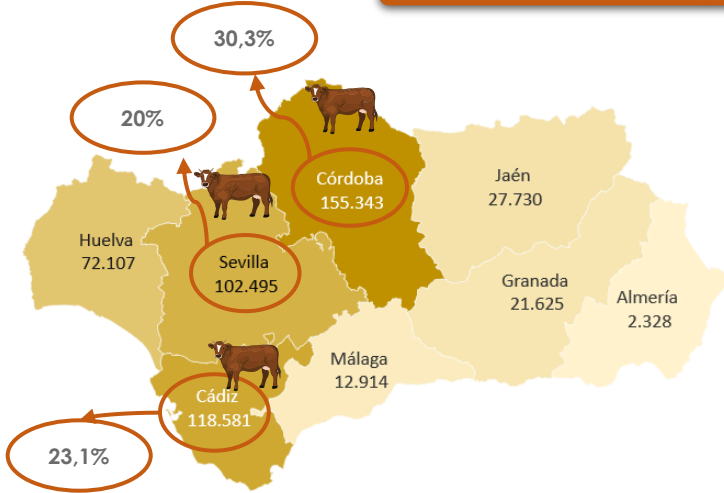 30,3%
20%
Córdoba
155.343
Jaén
27.730
Huelva
72.107
Sevilla
102.495
Granada
21.625
Almería
2.328
Málaga
12.914
Cádiz
118.581
23,1%